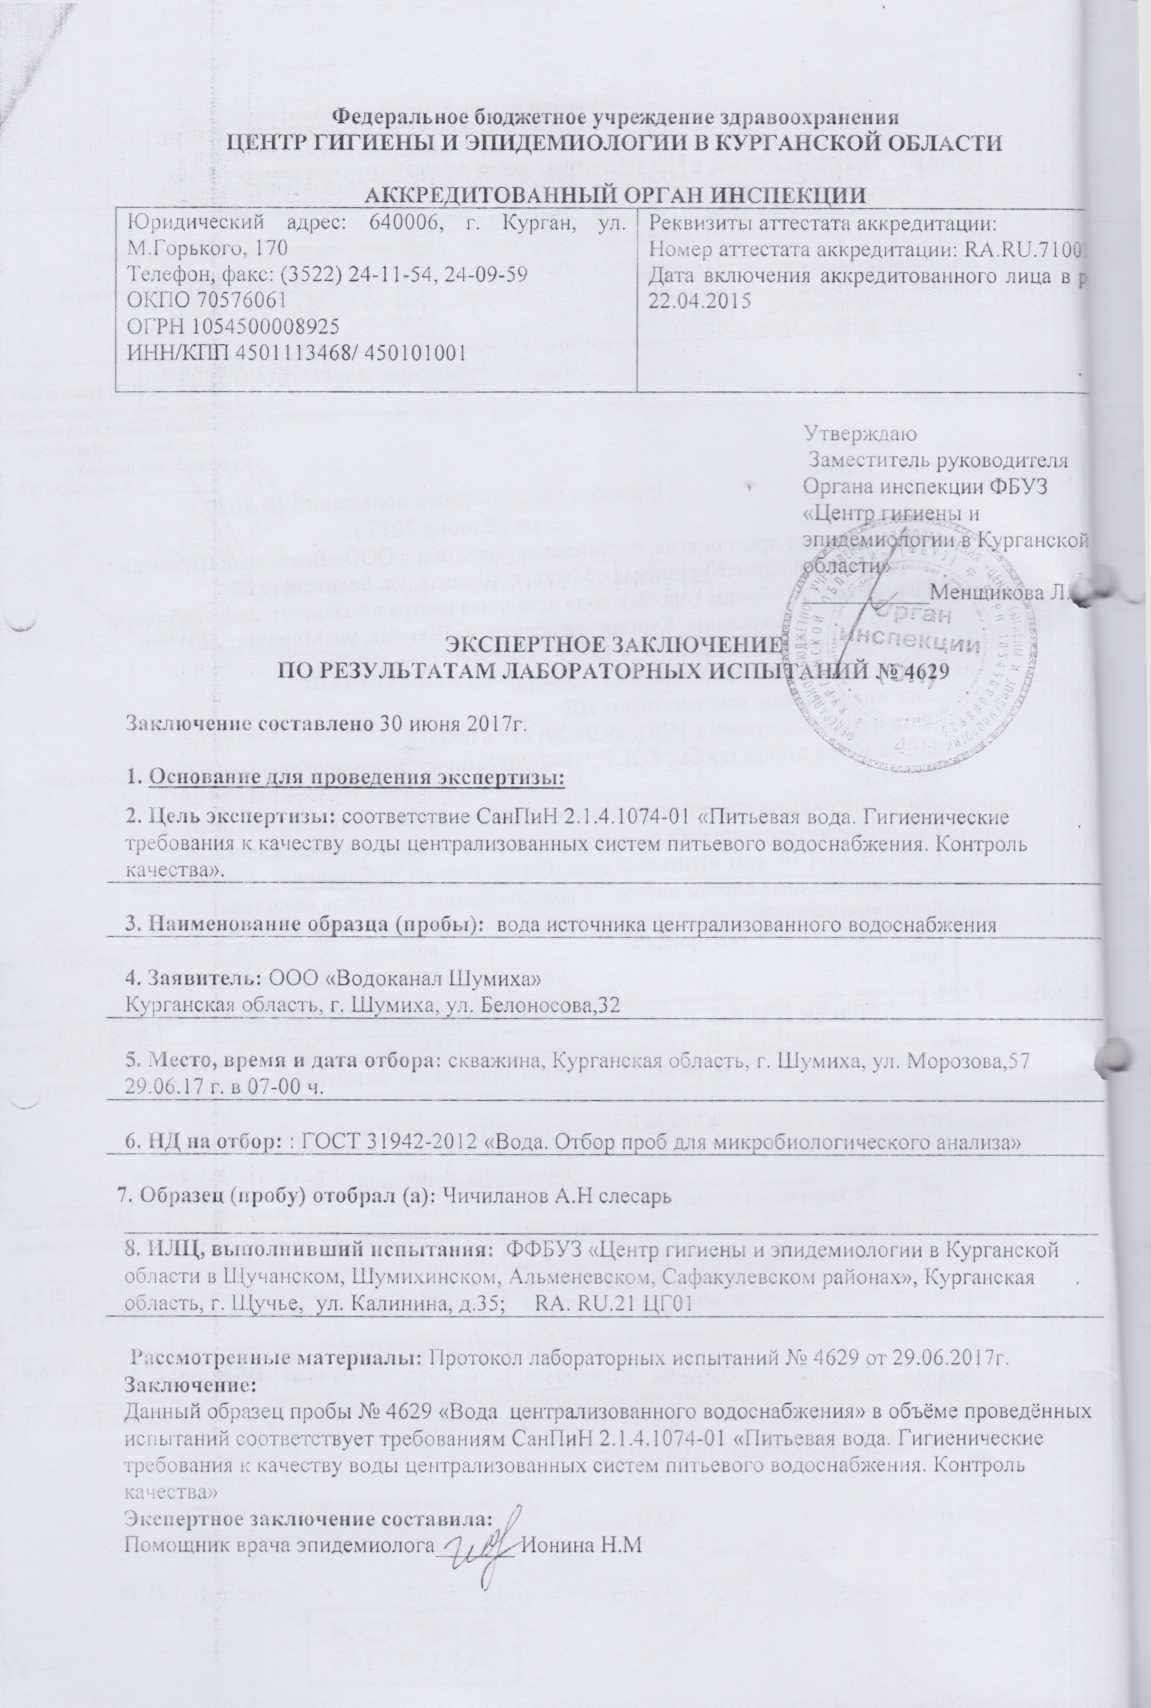 Федеральное бюджетное учреждение здравоохранения
ЦЕНТР ГИГИЕНЫ И ЭПИДЕМИОЛОГИИ В КУРГАНСКОЙ ОБЛАСТИ
АККРЕДИТОВАННЫЙ ОРГАН ИНСПЕКЦИИ
Юридический адрес: 640006, г. Курган, ул.
М.Горького, 170
Телефон, факс: (3522) 24-11-54, 24-09-59
ОКПО 70576061
ОГРН 1054500008925
ИНН/КПП 4501113468/ 450101001
Реквизиты аттестата аккредитации:
Номер аттестата аккредитации: RA.RU.7100
Дата включения аккредитованного лица в р
22.04.2015
Утверждаю
Заместитель руководителя
Органа инспекции ФБУЗ
«Центр гигиены и
эпидемиологии в Курганской
области»
Менщикова Л.
Орган
инспекции
ЭКСПЕРТНОЕ ЗАКЛЮЧЕНИЕ
ПО РЕЗУЛЬТАТАМ ЛАБОРАТОРНЫХ ИСПЫТАНИЙ № 4629
Заключение составлено 30 июня 2017г.
1. Основание для проведения экспертизы:
2. Цель экспертизы: соответствие СанПиН 2.1.4.1074-01 «Питьевая вода. Гигиенические
требования к качеству воды централизованных систем питьевого водоснабжения. Контроль
качества».
3. Наименование образца (пробы): вода источника централизованного водоснабжения
4. Заявитель: ООО «Водоканал Шумиха»
Курганская область, г. Шумиха, ул. Белоносова,32
5. Место, время и дата отбора: скважина, Курганская область, г. Шумиха, ул. Морозова,57
29.06.17 г. в 07-00 ч.
6. НД на отбор: : ГОСТ 31942-2012 «Вода. Отбор проб для микробиологического анализа»
7. Образец (пробу) отобрал (а): Чичиланов А.Н слесарь
8. ИЛЦ, выполнивший испытания: ФФБУЗ «Центр гигиены и эпидемиологии в Курганской
области в Щучанском, Шумихинском, Альменевском, Сафакулевском районах», Курганская
область, г. Щучье, ул. Калинина, д.35; RA. RU.21 ЦГ01
Рассмотренные материалы: Протокол лабораторных испытаний № 4629 от 29.06.2017г.
Заключение:
Данный образец пробы № 4629 «Вода централизованного водоснабжения» в объёме проведённых
испытаний соответствует требованиям СанПиН 2.1.4.1074-01 «Питьевая вода. Гигиенические
требования к качеству воды централизованных систем питьевого водоснабжения. Контроль
качества»
Экспертное заключение составила:
Помощник врача эпидемиолога Ионина Н.М